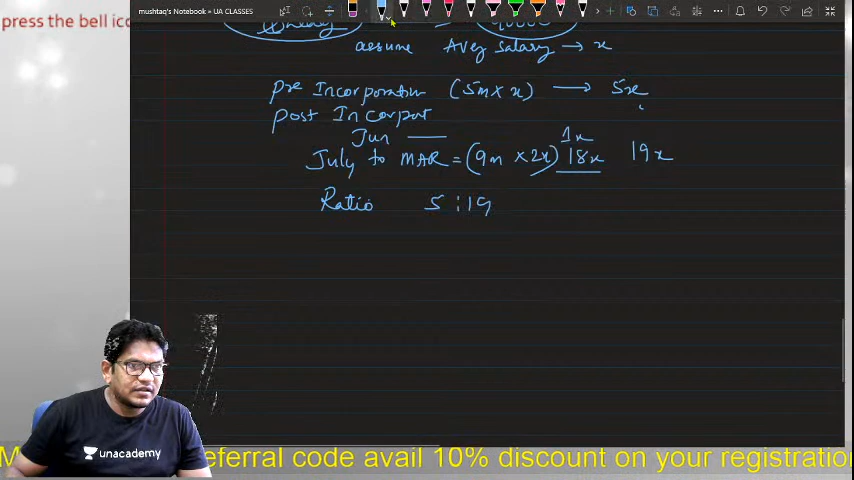 press the bell ico
mushtaq's Notebook » UA CLASSES
assume Avg salary → x
pre Incorporation (5m × x) → 5x
post Incorpat
Jun — 1x
July to MAR = (9m × 2x) 18x 19x
Ratio 5 : 19
unacademy
eferral code avail 10% discount on your registratio